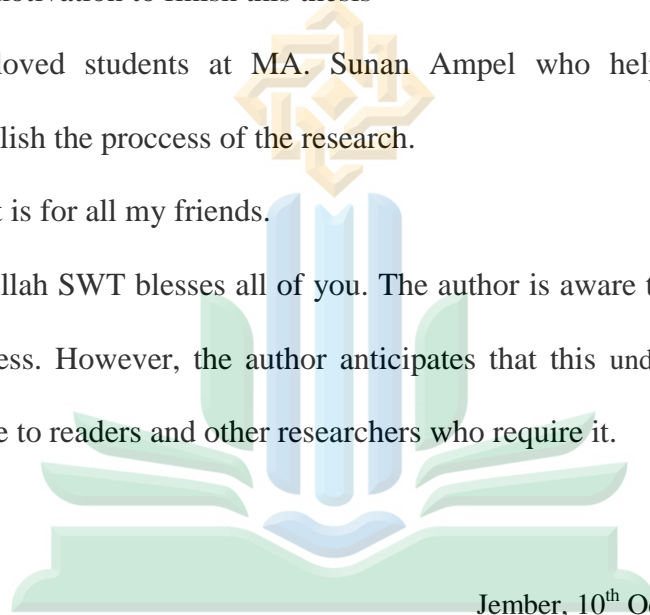 to finish this thesis
loved students at MA. Sunan Ampel who help
lish the proccess of the research.
t is for all my friends.
llah SWT blesses all of you. The author is aware t
ess. However, the author anticipates that this und
e to readers and other researchers who require it.
Jember, 10th O